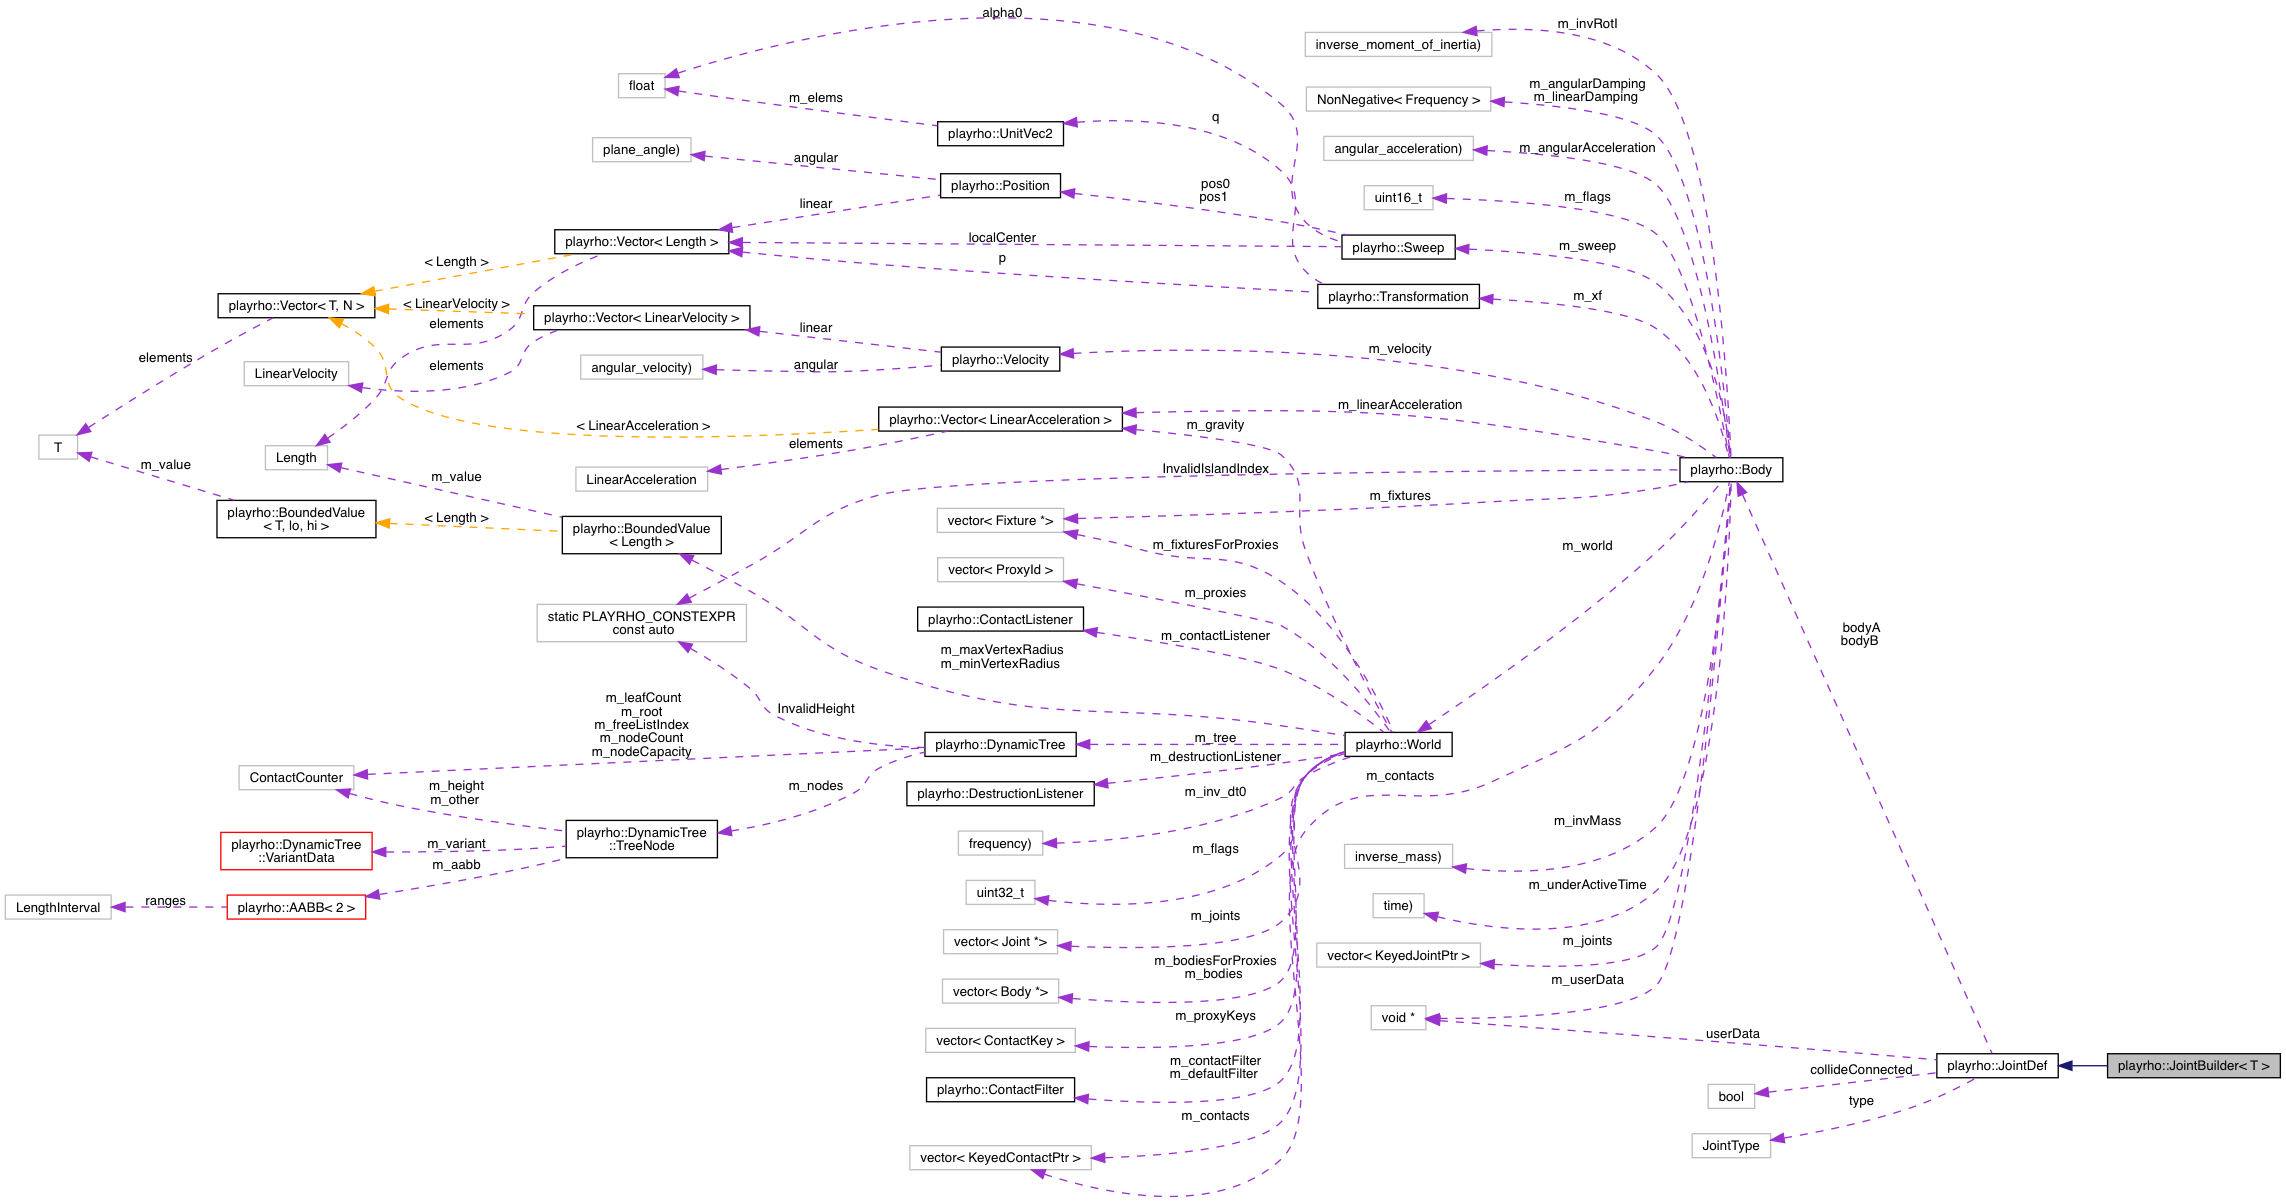 alpha0
m_invRotI
inverse_moment_of_inertia)
float
m_elems
m_angularDamping
m_linearDamping
NonNegative< Frequency >
q
playrho::UnitVec2
plane_angle)
angular
m_angularAcceleration
angular_acceleration)
playrho::Position
pos0
pos1
linear
uint16_t
m_flags
playrho::Vector< Length >
localCenter
playrho::Sweep
m_sweep
p
< Length >
playrho::Vector< T, N >
< LinearVelocity >
elements
playrho::Vector< LinearVelocity >
playrho::Transformation
m_xf
linear
elements
LinearVelocity
elements
angular_velocity)
angular
playrho::Velocity
m_velocity
playrho::Vector< LinearAcceleration >
m_linearAcceleration
< LinearAcceleration >
m_gravity
elements
T
Length
m_value
m_value
LinearAcceleration
InvalidIslandIndex
playrho::Body
m_fixtures
playrho::BoundedValue
< T, lo, hi >
< Length >
playrho::BoundedValue
< Length >
vector< Fixture *>
m_fixturesForProxies
m_world
vector< ProxyId >
m_proxies
static PLAYRHO_CONSTEXPR
const auto
playrho::ContactListener
m_contactListener
bodyA
bodyB
m_maxVertexRadius
m_minVertexRadius
m_leafCount
m_root
m_freeListIndex
m_nodeCount
m_nodeCapacity
InvalidHeight
playrho::DynamicTree
m_tree
playrho::World
m_destructionListener
ContactCounter
m_height
m_other
m_nodes
playrho::DestructionListener
m_inv_dt0
m_contacts
playrho::DynamicTree
::VariantData
m_variant
playrho::DynamicTree
::TreeNode
m_aabb
frequency)
m_flags
m_invMass
inverse_mass)
LengthInterval
ranges
playrho::AABB< 2 >
uint32_t
m_underActiveTime
time)
m_joints
vector< Joint *>
m_joints
vector< KeyedJointPtr >
m_bodiesForProxies
m_bodies
vector< Body *>
m_userData
m_proxyKeys
void *
userData
vector< ContactKey >
m_contactFilter
m_defaultFilter
playrho::ContactFilter
collideConnected
playrho::JointDef
playrho::JointBuilder< T >
bool
type
m_contacts
JointType
vector< KeyedContactPtr >